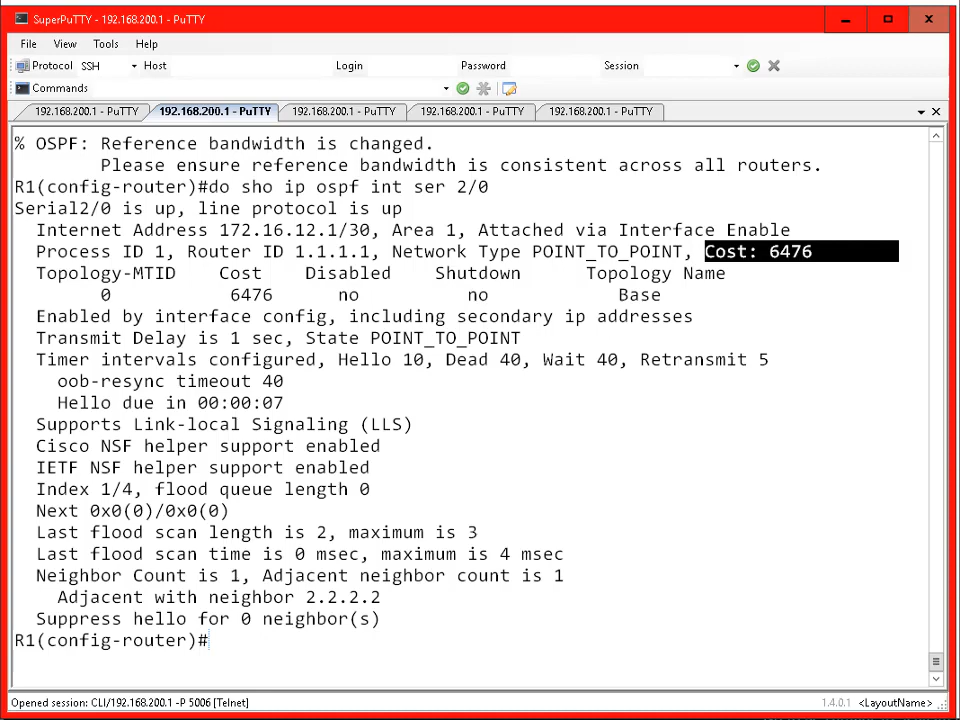 SuperPuTTY - 192.168.200.1 - PuTTY
File View Tools Help
Protocol SSH Host Login Password Session
Commands
192.168.200.1 - PuTTY 192.168.200.1 - PuTTY 192.168.200.1 - PuTTY 192.168.200.1 - PuTTY 192.168.200.1 - PuTTY
% OSPF: Reference bandwidth is changed.
Please ensure reference bandwidth is consistent across all routers.
R1(config-router)#do sho ip ospf int ser 2/0
Serial2/0 is up, line protocol is up
Internet Address 172.16.12.1/30, Area 1, Attached via Interface Enable
Process ID 1, Router ID 1.1.1.1, Network Type POINT_TO_POINT, Cost: 6476
Topology-MTID Cost Disabled Shutdown Topology Name
0 6476 no no Base
Enabled by interface config, including secondary ip addresses
Transmit Delay is 1 sec, State POINT_TO_POINT
Timer intervals configured, Hello 10, Dead 40, Wait 40, Retransmit 5
oob-resync timeout 40
Hello due in 00:00:07
Supports Link-local Signaling (LLS)
Cisco NSF helper support enabled
IETF NSF helper support enabled
Index 1/4, flood queue length 0
Next 0x0(0)/0x0(0)
Last flood scan length is 2, maximum is 3
Last flood scan time is 0 msec, maximum is 4 msec
Neighbor Count is 1, Adjacent neighbor count is 1
Adjacent with neighbor 2.2.2.2
Suppress hello for 0 neighbor(s)
R1(config-router)#
Opened session: CLI/192.168.200.1 -P 5006 [Telnet] 1.4.0.1 <LayoutName>